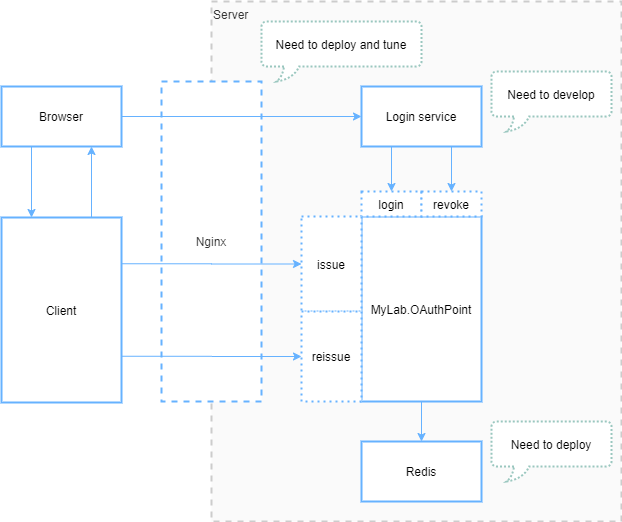 Server
Need to deploy and tune
Need to develop
Browser
Login service
login
revoke
Nginx
issue
Client
MyLab.OAuthPoint
reissue
Need to deploy
Redis